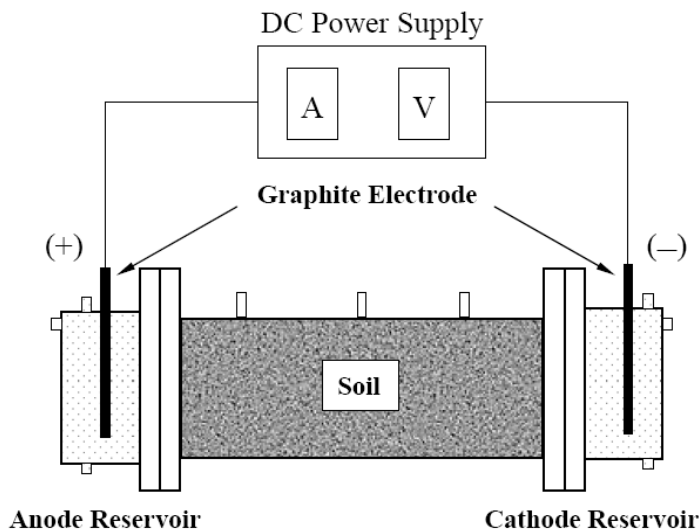 DC Power Supply
A
V
Graphite Electrode
(+)
(–)
Soil
Anode Reservoir
Cathode Reservoir